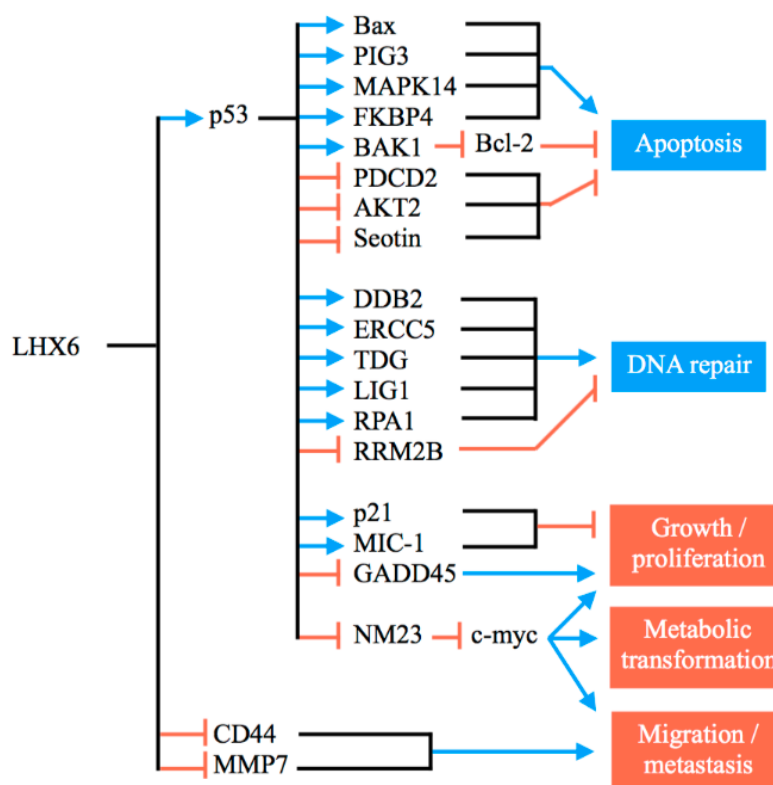 Bax
PIG3
MAPK14
p53
FKBP4
BAK1
Bcl-2
Apoptosis
PDCD2
AKT2
Seotin
DDB2
ERCC5
LHX6
TDG
DNA repair
LIG1
RPA1
RRM2B
p21
MIC-1
Growth /
proliferation
GADD45
NM23
c-myc
Metabolic
transformation
CD44
MMP7
Migration /
metastasis